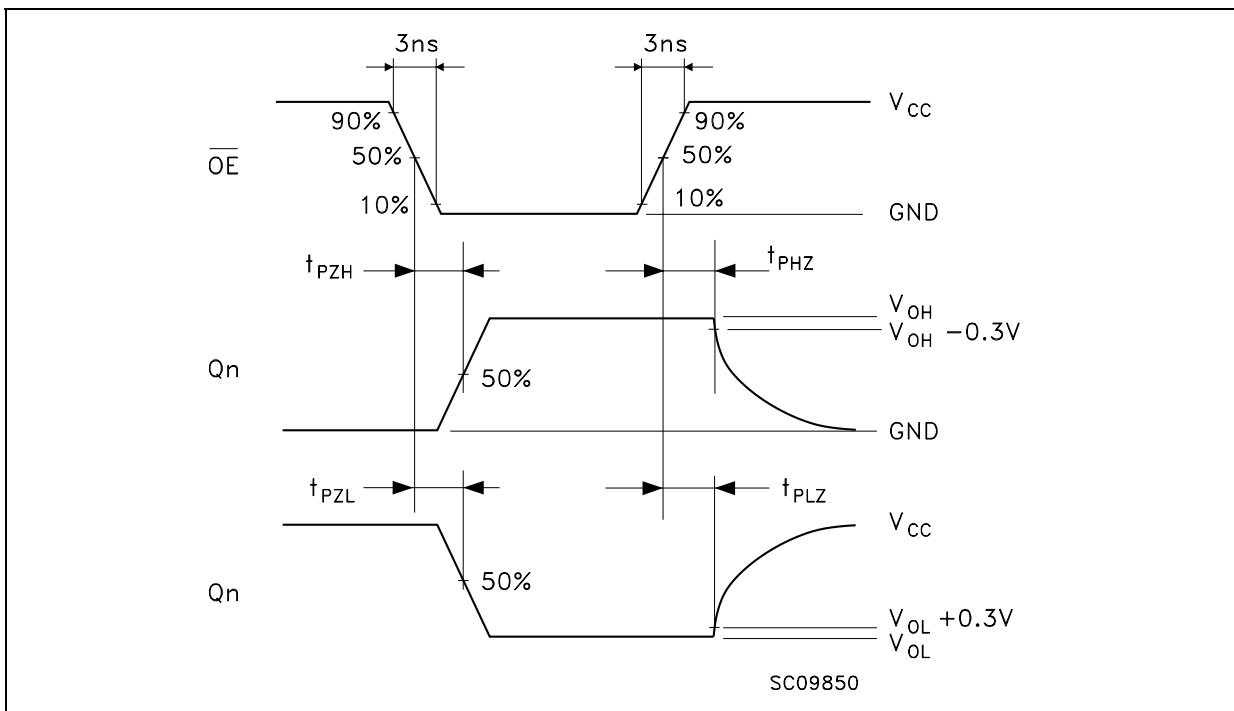 3ns 3ns
V_CC
90% 90%
OE 50% 50%
10% 10%
GND
t_PZH t_PHZ
V_OH
V_OH −0.3V
Qn 50%
GND
t_PZL t_PLZ
V_CC
Qn 50%
V_OL +0.3V
V_OL
SC09850